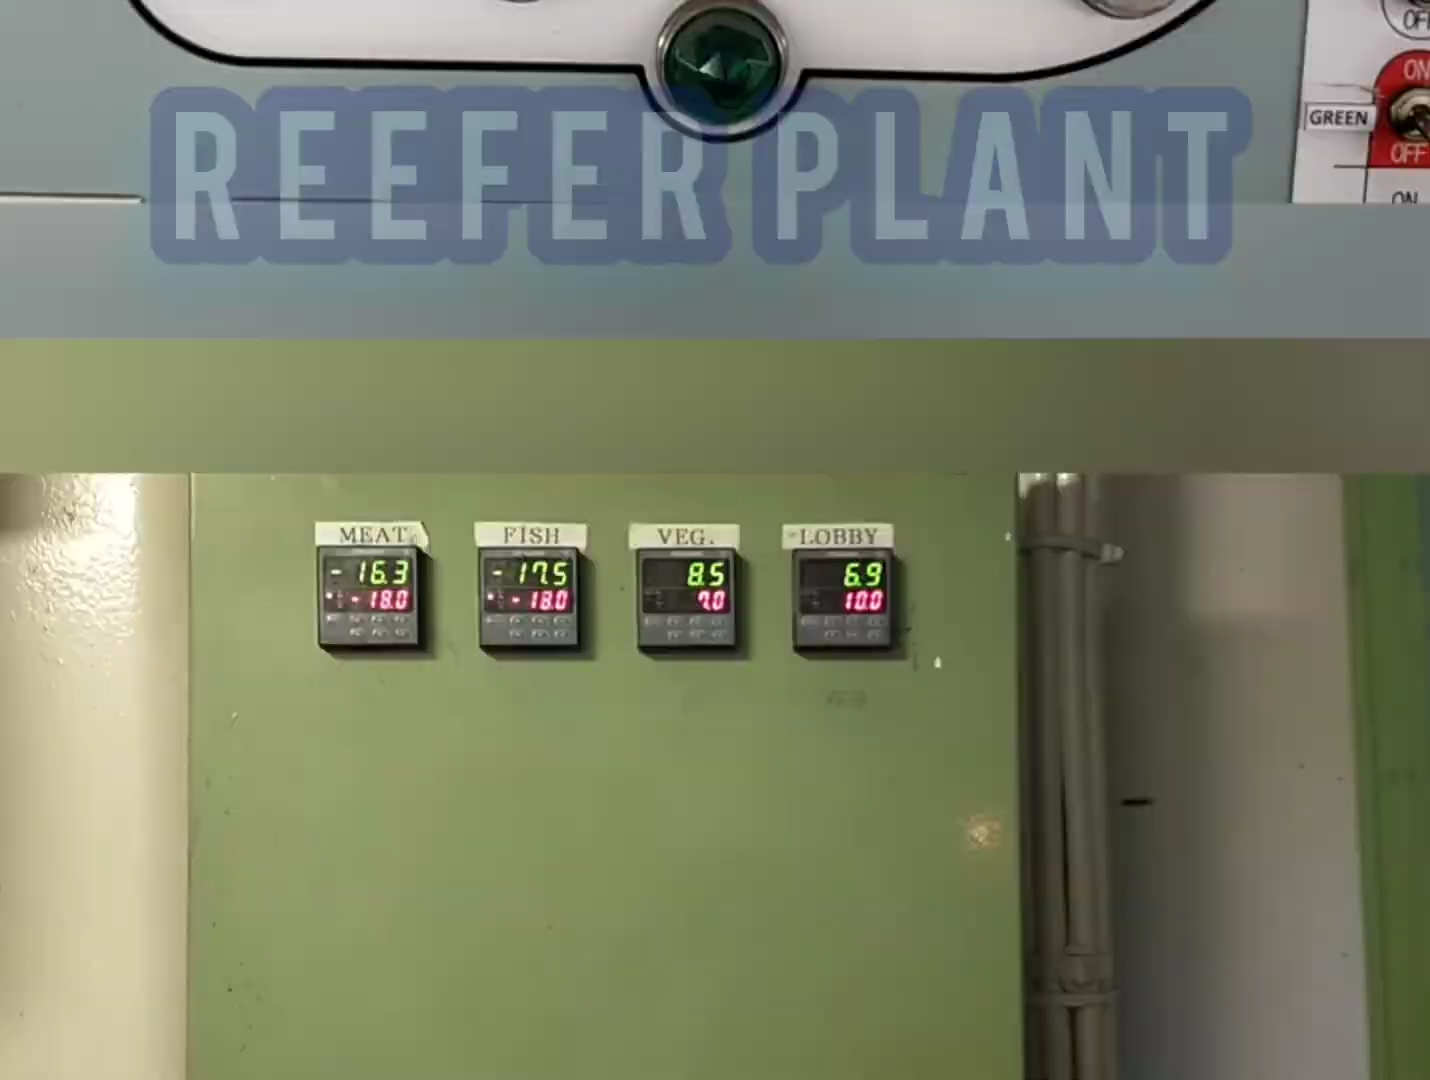 OFF
ON
GREEN
OFF
ON
REEFER PLANT
MEAT FISH VEG. LOBBY
-16.3 -17.5 8.5 6.9
-18.0 -18.0 7.0 10.0